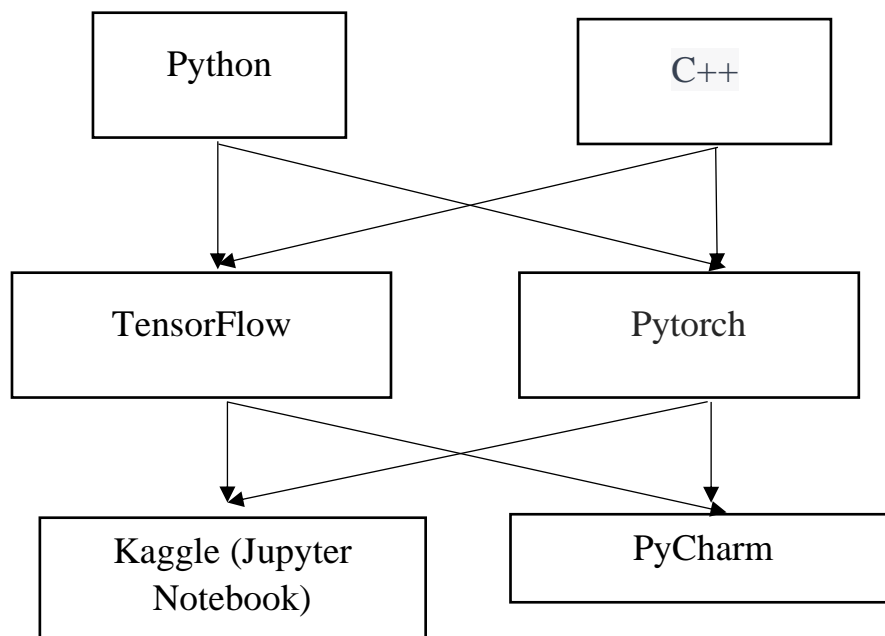 Python
C++
TensorFlow
Pytorch
Kaggle (Jupyter
Notebook)
PyCharm